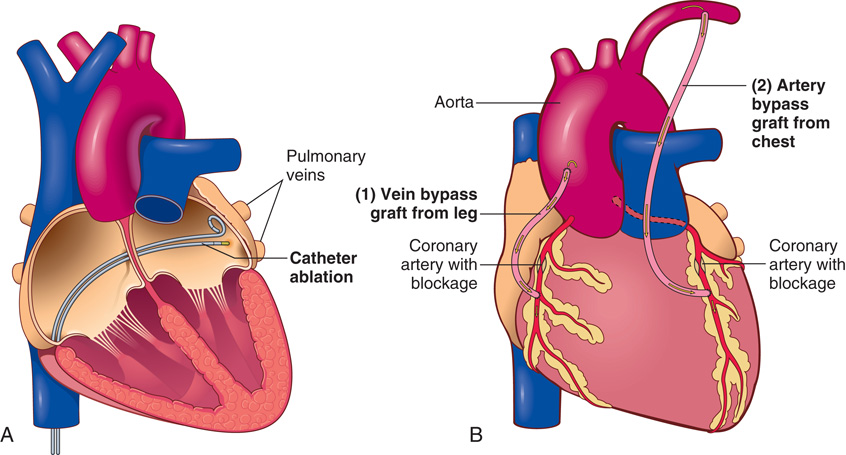 Pulmonary
veins
Catheter
ablation
A
Aorta
(2) Artery
bypass
graft from
chest
(1) Vein bypass
graft from leg
Coronary
artery with
blockage
Coronary
artery with
blockage
B